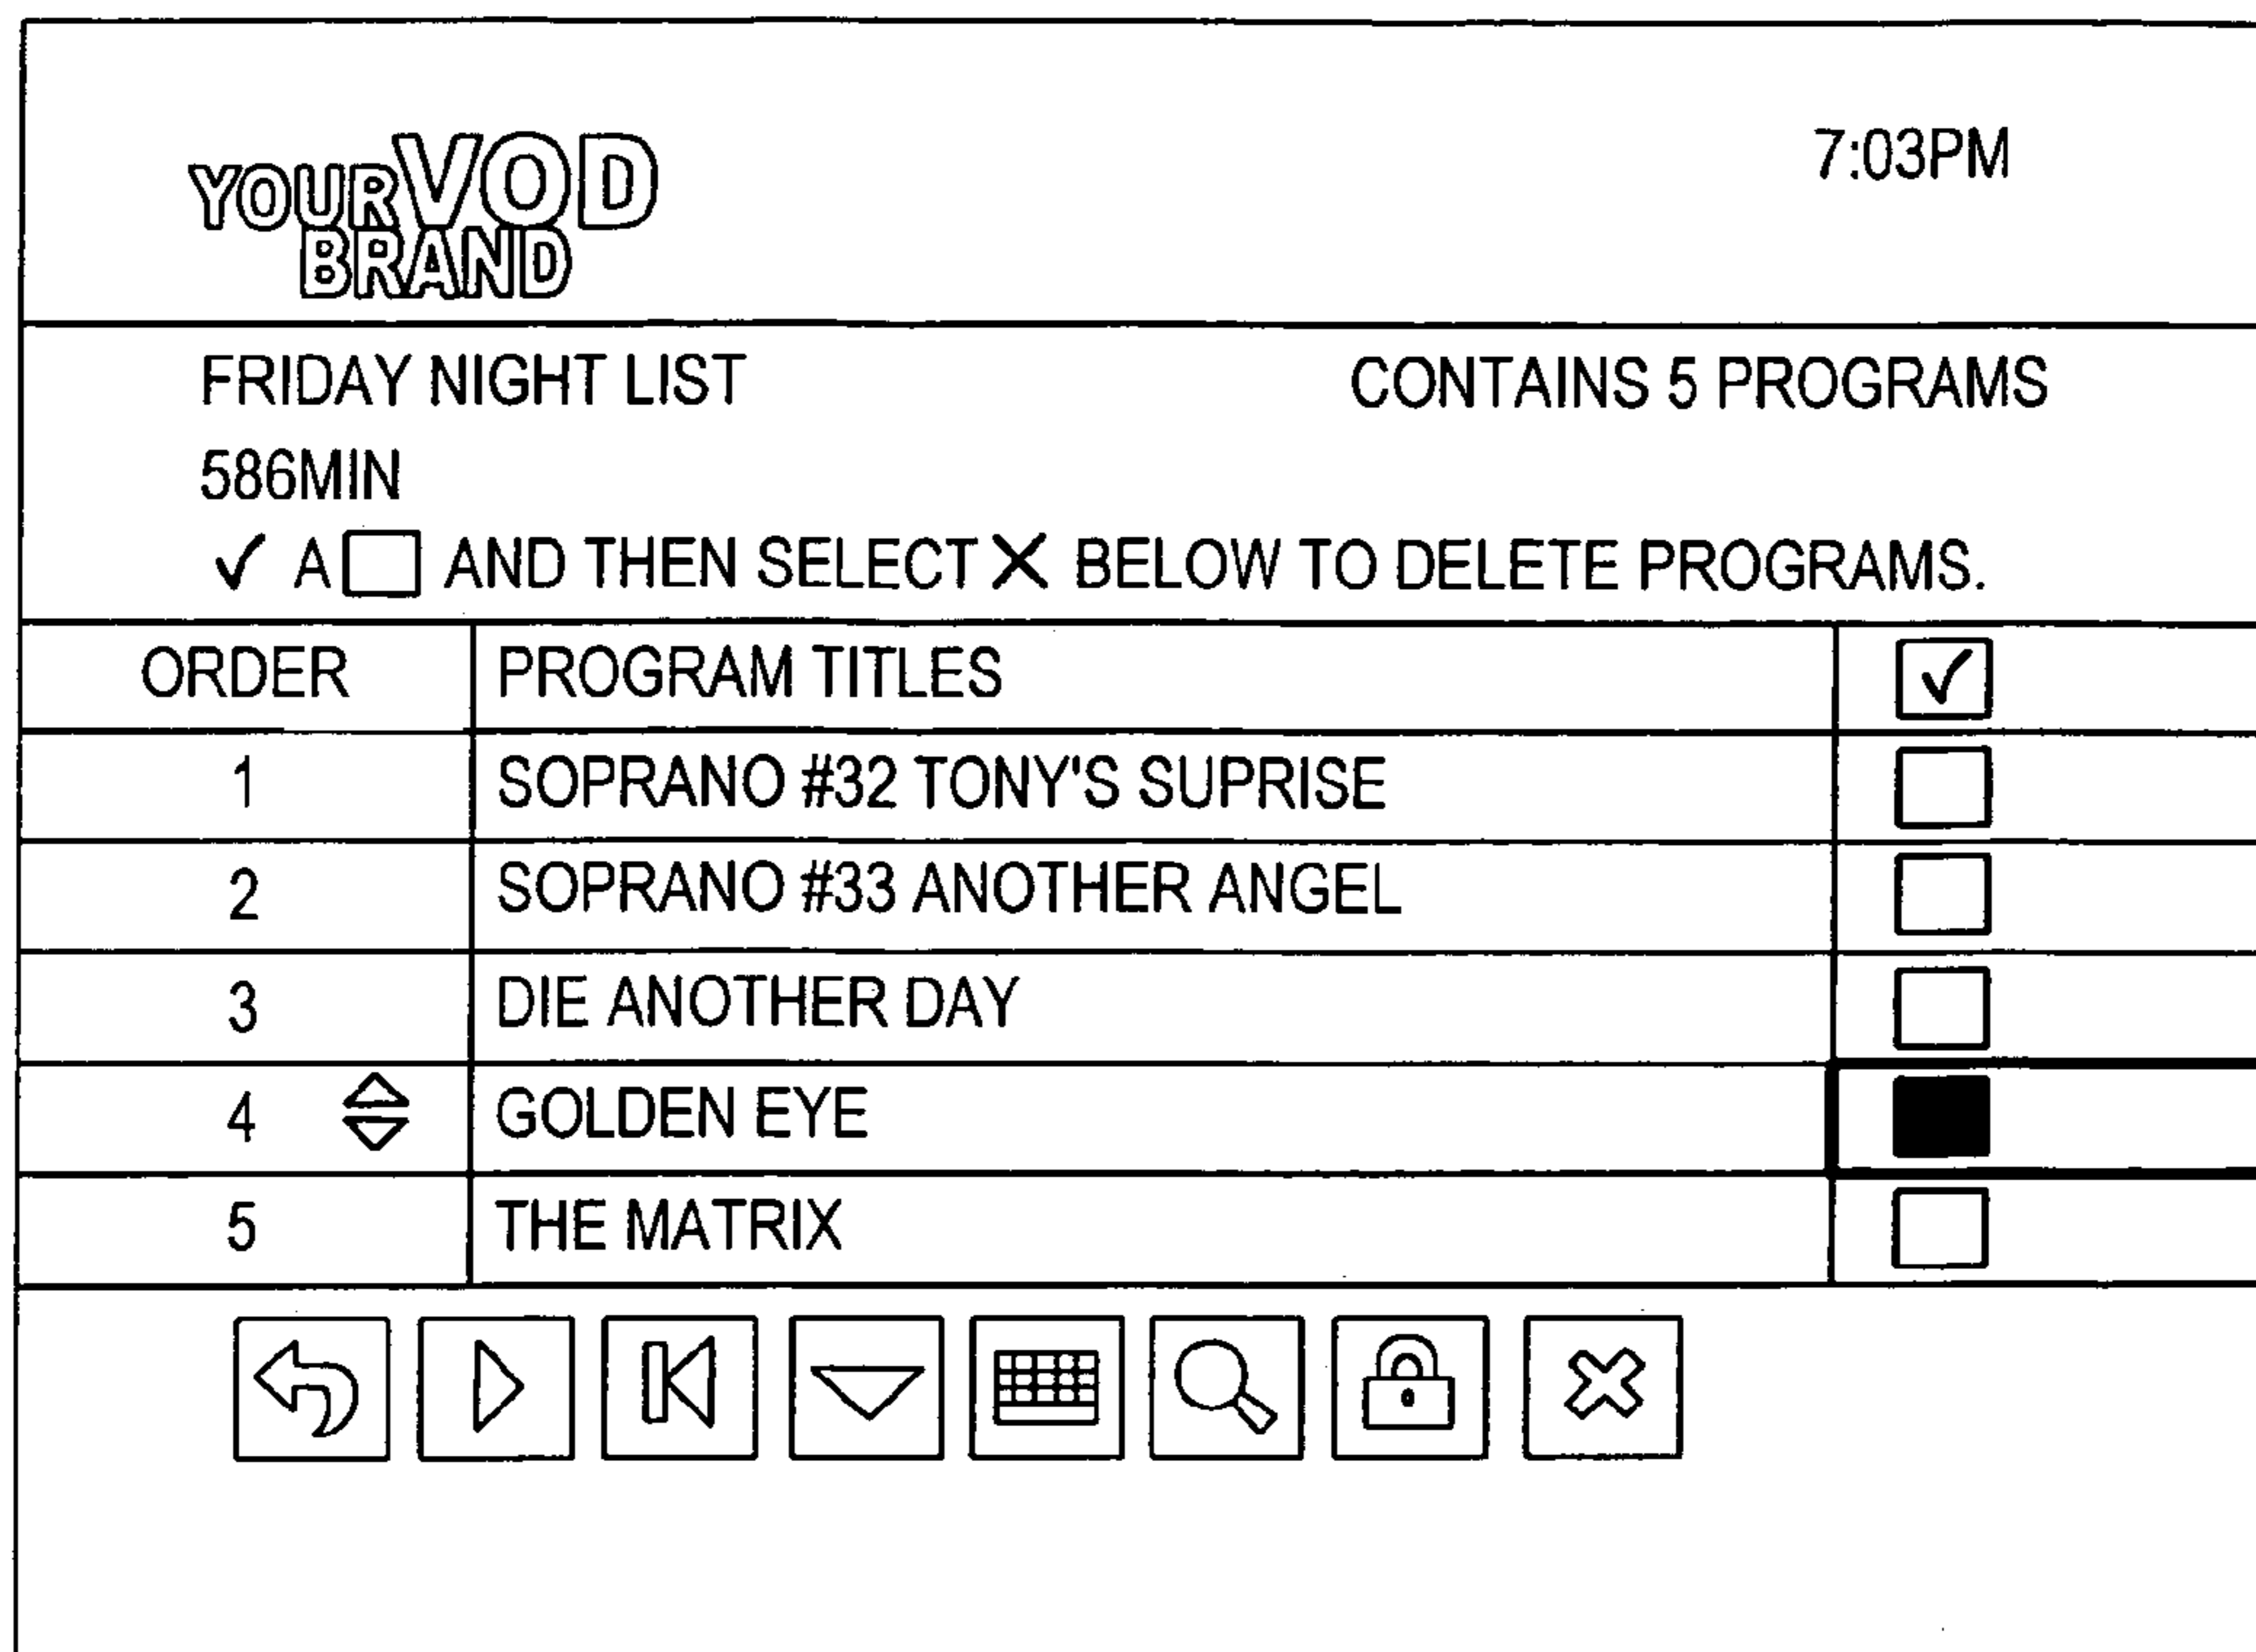 YOUR VOD
BRAND
7:03PM
FRIDAY NIGHT LIST CONTAINS 5 PROGRAMS
586MIN
✓ A □ AND THEN SELECT ✕ BELOW TO DELETE PROGRAMS.
ORDER PROGRAM TITLES ✓
1 SOPRANO #32 TONY'S SUPRISE
2 SOPRANO #33 ANOTHER ANGEL
3 DIE ANOTHER DAY
4 GOLDEN EYE
5 THE MATRIX